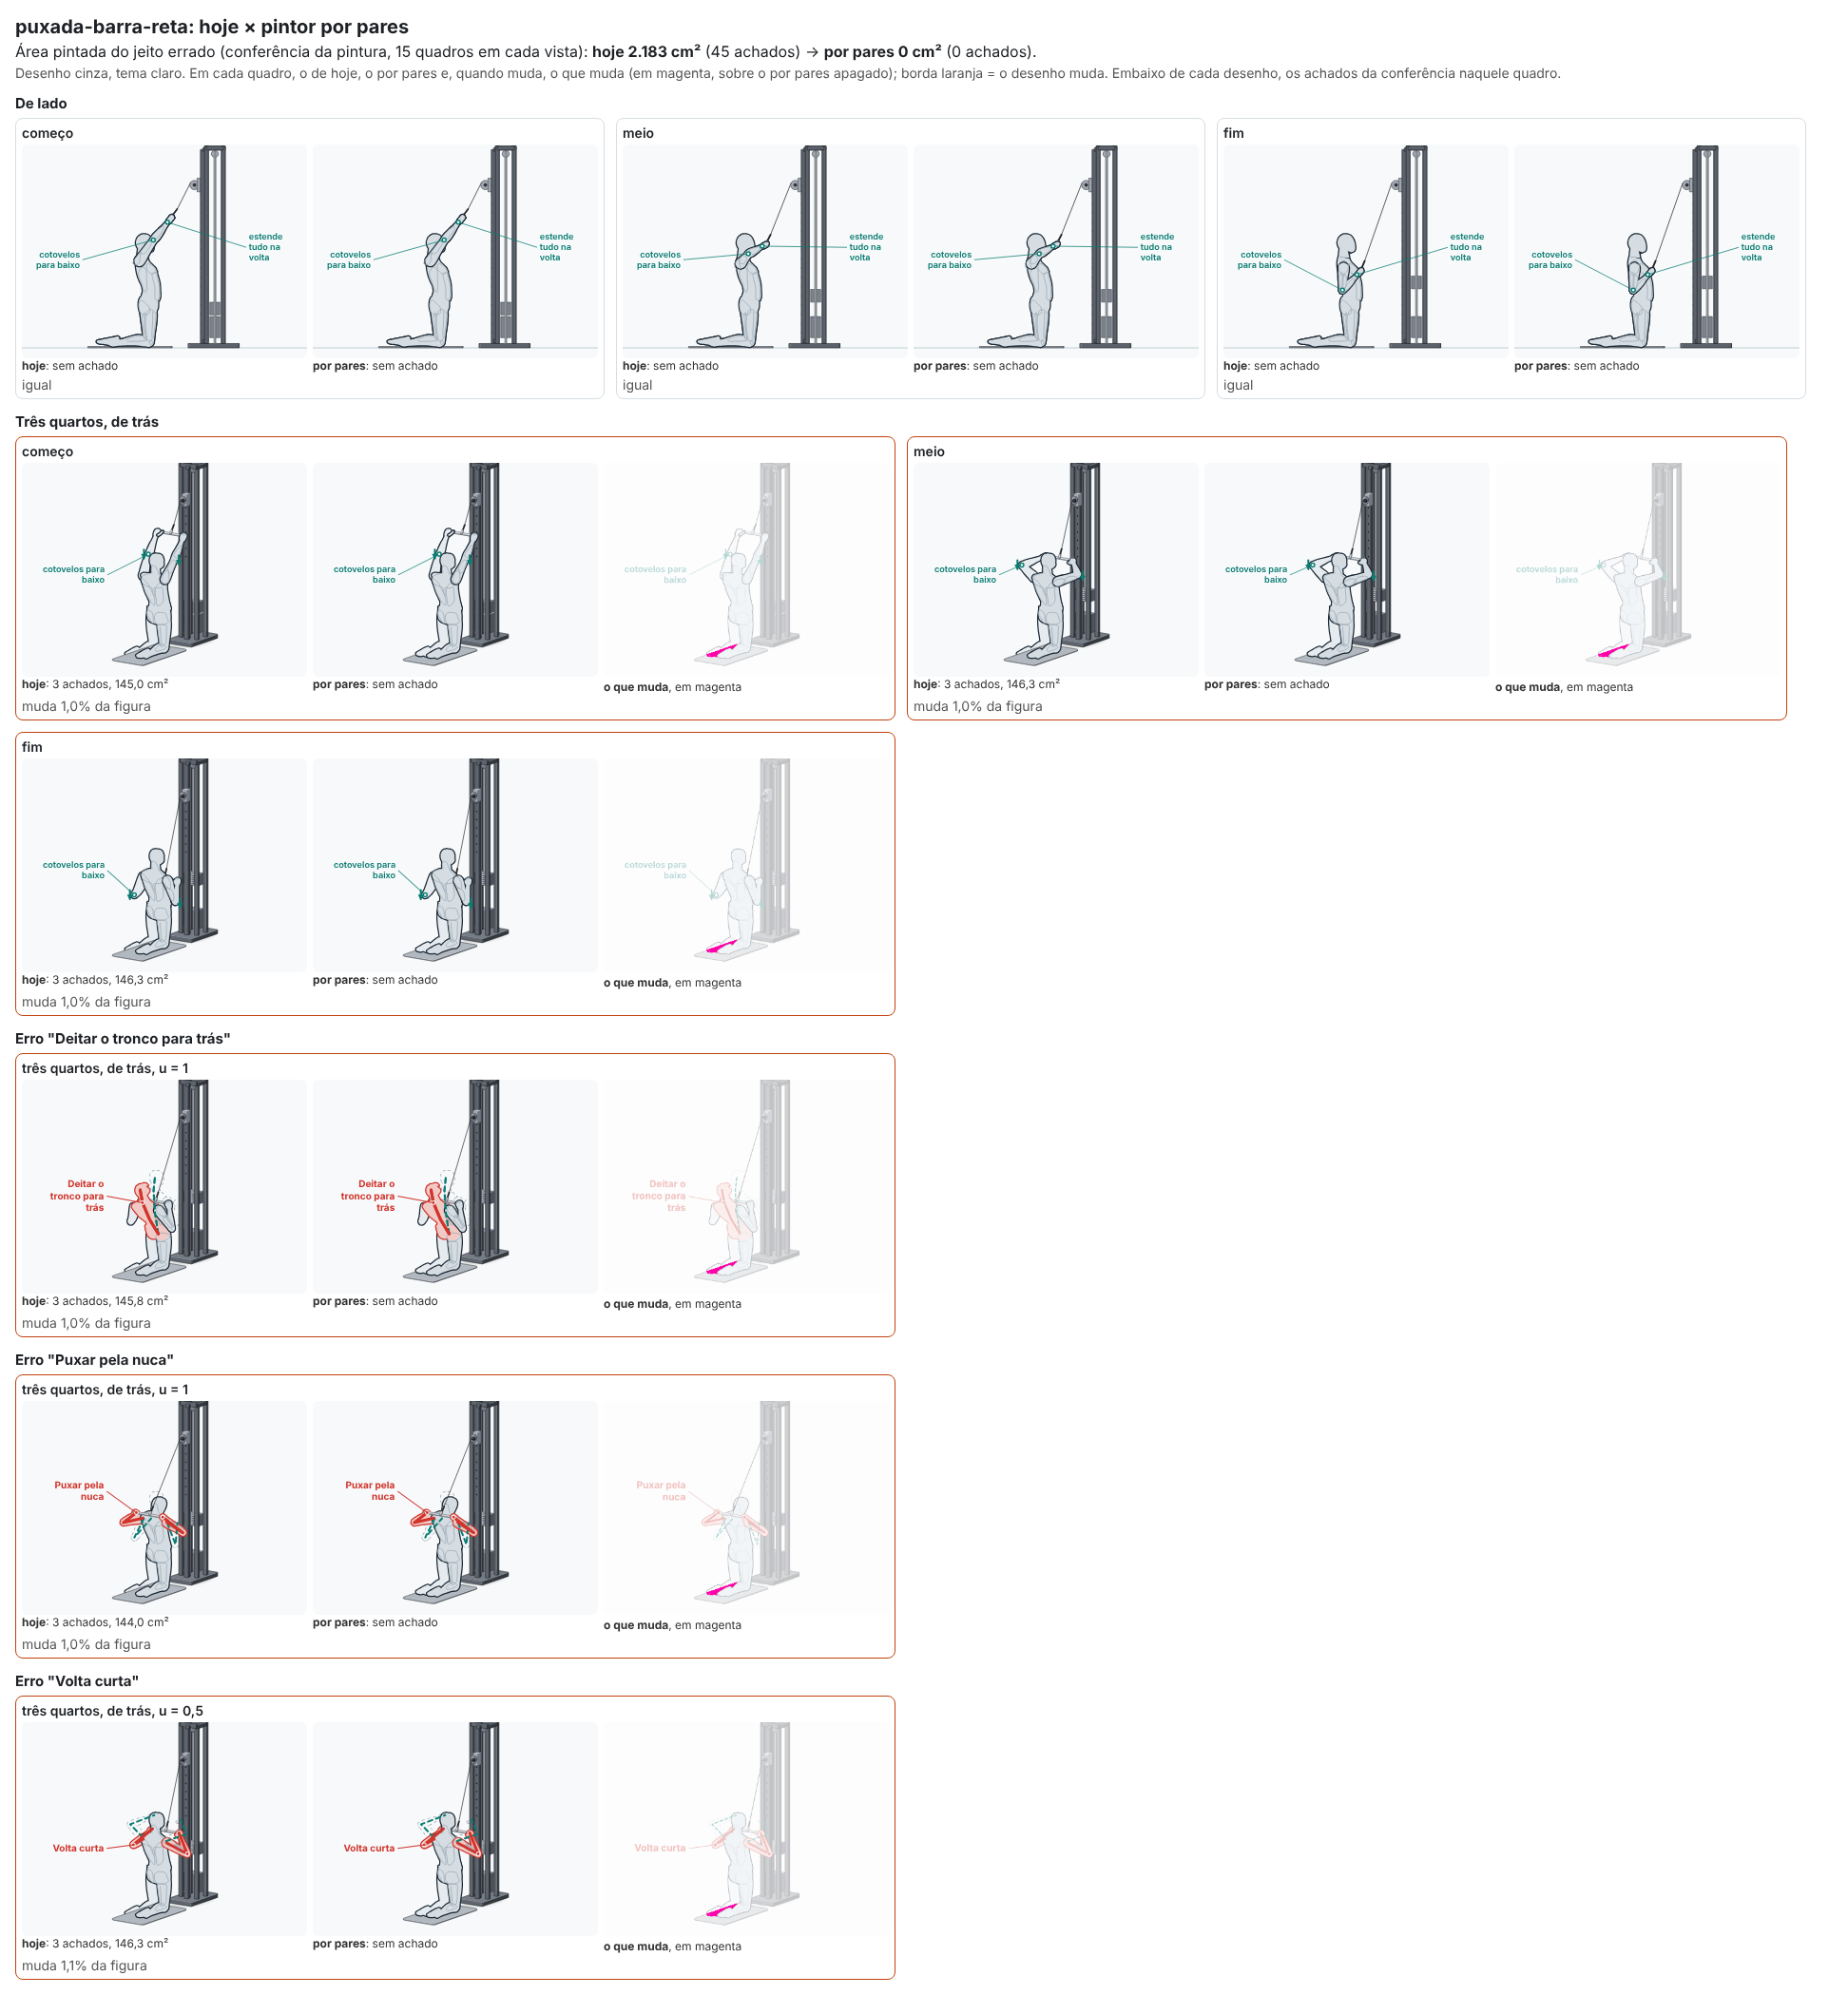 puxada-barra-reta: hoje × pintor por pares
Área pintada do jeito errado (conferência da pintura, 15 quadros em cada vista): hoje 2.183 cm² (45 achados) → por pares 0 cm² (0 achados).
Desenho cinza, tema claro. Em cada quadro, o de hoje, o por pares e, quando muda, o que muda (em magenta, sobre o por pares apagado); borda laranja = o desenho muda. Embaixo de cada desenho, os achados da conferência naquele quadro.
De lado
começo
cotovelos
para baixo
estende
tudo na
volta
cotovelos
para baixo
estende
tudo na
volta
hoje: sem achado
por pares: sem achado
igual
meio
cotovelos
para baixo
estende
tudo na
volta
cotovelos
para baixo
estende
tudo na
volta
hoje: sem achado
por pares: sem achado
igual
fim
cotovelos
para baixo
estende
tudo na
volta
cotovelos
para baixo
estende
tudo na
volta
hoje: sem achado
por pares: sem achado
igual
Três quartos, de trás
começo
cotovelos para
baixo
cotovelos para
baixo
cotovelos para
baixo
hoje: 3 achados, 145,0 cm²
por pares: sem achado
o que muda, em magenta
muda 1,0% da figura
meio
cotovelos para
baixo
cotovelos para
baixo
cotovelos para
baixo
hoje: 3 achados, 146,3 cm²
por pares: sem achado
o que muda, em magenta
muda 1,0% da figura
fim
cotovelos para
baixo
cotovelos para
baixo
cotovelos para
baixo
hoje: 3 achados, 146,3 cm²
por pares: sem achado
o que muda, em magenta
muda 1,0% da figura
Erro "Deitar o tronco para trás"
três quartos, de trás, u = 1
Deitar o
tronco para
trás
Deitar o
tronco para
trás
Deitar o
tronco para
trás
hoje: 3 achados, 145,8 cm²
por pares: sem achado
o que muda, em magenta
muda 1,0% da figura
Erro "Puxar pela nuca"
três quartos, de trás, u = 1
Puxar pela
nuca
Puxar pela
nuca
Puxar pela
nuca
hoje: 3 achados, 144,0 cm²
por pares: sem achado
o que muda, em magenta
muda 1,0% da figura
Erro "Volta curta"
três quartos, de trás, u = 0,5
Volta curta
Volta curta
Volta curta
hoje: 3 achados, 146,3 cm²
por pares: sem achado
o que muda, em magenta
muda 1,1% da figura